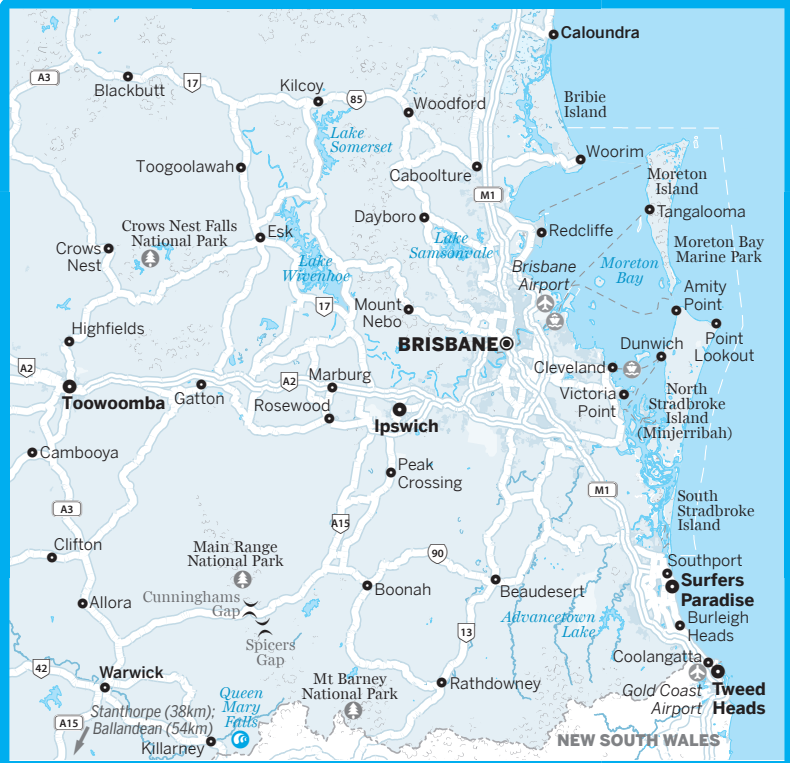 Caloundra
A3
Blackbutt
17
Kilcoy
85
Woodford
Bribie
Island
Lake
Somerset
Woorim
Toogoolawah
Caboolture
Moreton
Island
M1
Tangalooma
Dayboro
Redcliffe
Crows Nest Falls
National Park
Esk
Lake
Samsonvale
Moreton Bay
Marine Park
Crows
Nest
Lake
Wivenhoe
Brisbane
Airport
Moreton
Bay
Amity
Point
17
Mount
Nebo
Highfields
BRISBANE
Dunwich
Point
Lookout
A2
Cleveland
A2
Marburg
Toowoomba
Gatton
Rosewood
Victoria
Point
North
Stradbroke
Island
(Minjerribah)
Ipswich
Cambooya
Peak
Crossing
M1
A3
South
Stradbroke
Island
A15
Clifton
Main Range
National Park
90
Southport
Cunninghams
Gap
Boonah
Beaudesert
Surfers
Paradise
Allora
Advancetown
Lake
Burleigh
Heads
13
Spicers
Gap
Coolangatta
42
Warwick
Mt Barney
National Park
Rathdowney
Gold Coast
Airport
Tweed
Heads
Queen
Mary
Falls
A15
Stanthorpe (38km);
Ballandean (54km)
Killarney
NEW SOUTH WALES